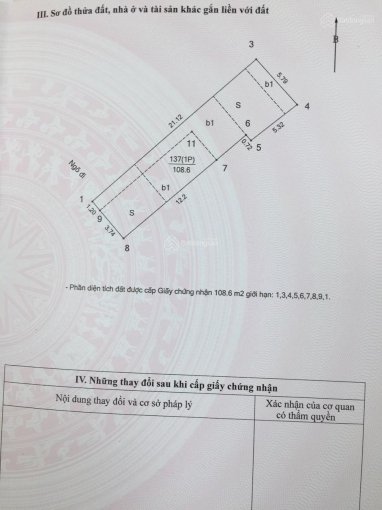 III. Sơ đồ thửa đất, nhà ở và tài sản khác gắn liền với đất
B
3
5.79
b1
4
S
21.12
b1
6
5.32
0.72
5
11
7
137(1P)
108.6
Ngõ đi
b1
12.2
1
1.20
S
9
3.74
8
- Phần diện tích đất được cấp Giấy chứng nhận 108.6 m2 giới hạn: 1,3,4,5,6,7,8,9,1.
IV. Những thay đổi sau khi cấp giấy chứng nhận
Nội dung thay đổi và cơ sở pháp lý
Xác nhận của cơ quan
có thẩm quyền